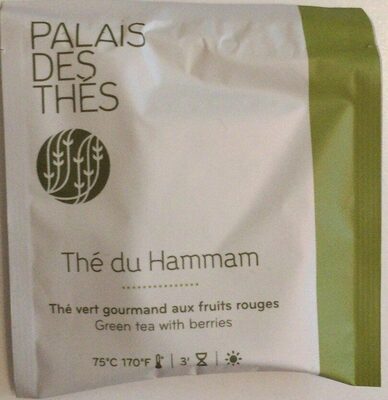 PALAIS
DES
THÉS
Thé du Hammam
Thé vert gourmand aux fruits rouges
Green tea with berries
75°C 170°F | 3' |